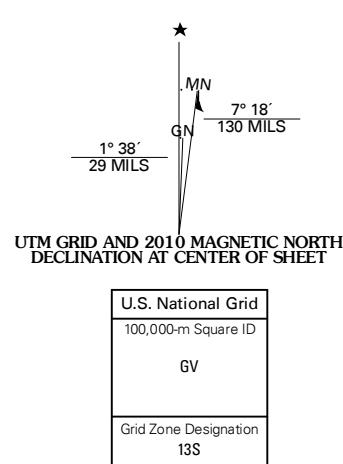 MN
7° 18´
130 MILS
GN
1° 38´
29 MILS
UTM GRID AND 2010 MAGNETIC NORTH
DECLINATION AT CENTER OF SHEET
U.S. National Grid
100,000-m Square ID
GV
Grid Zone Designation
13S